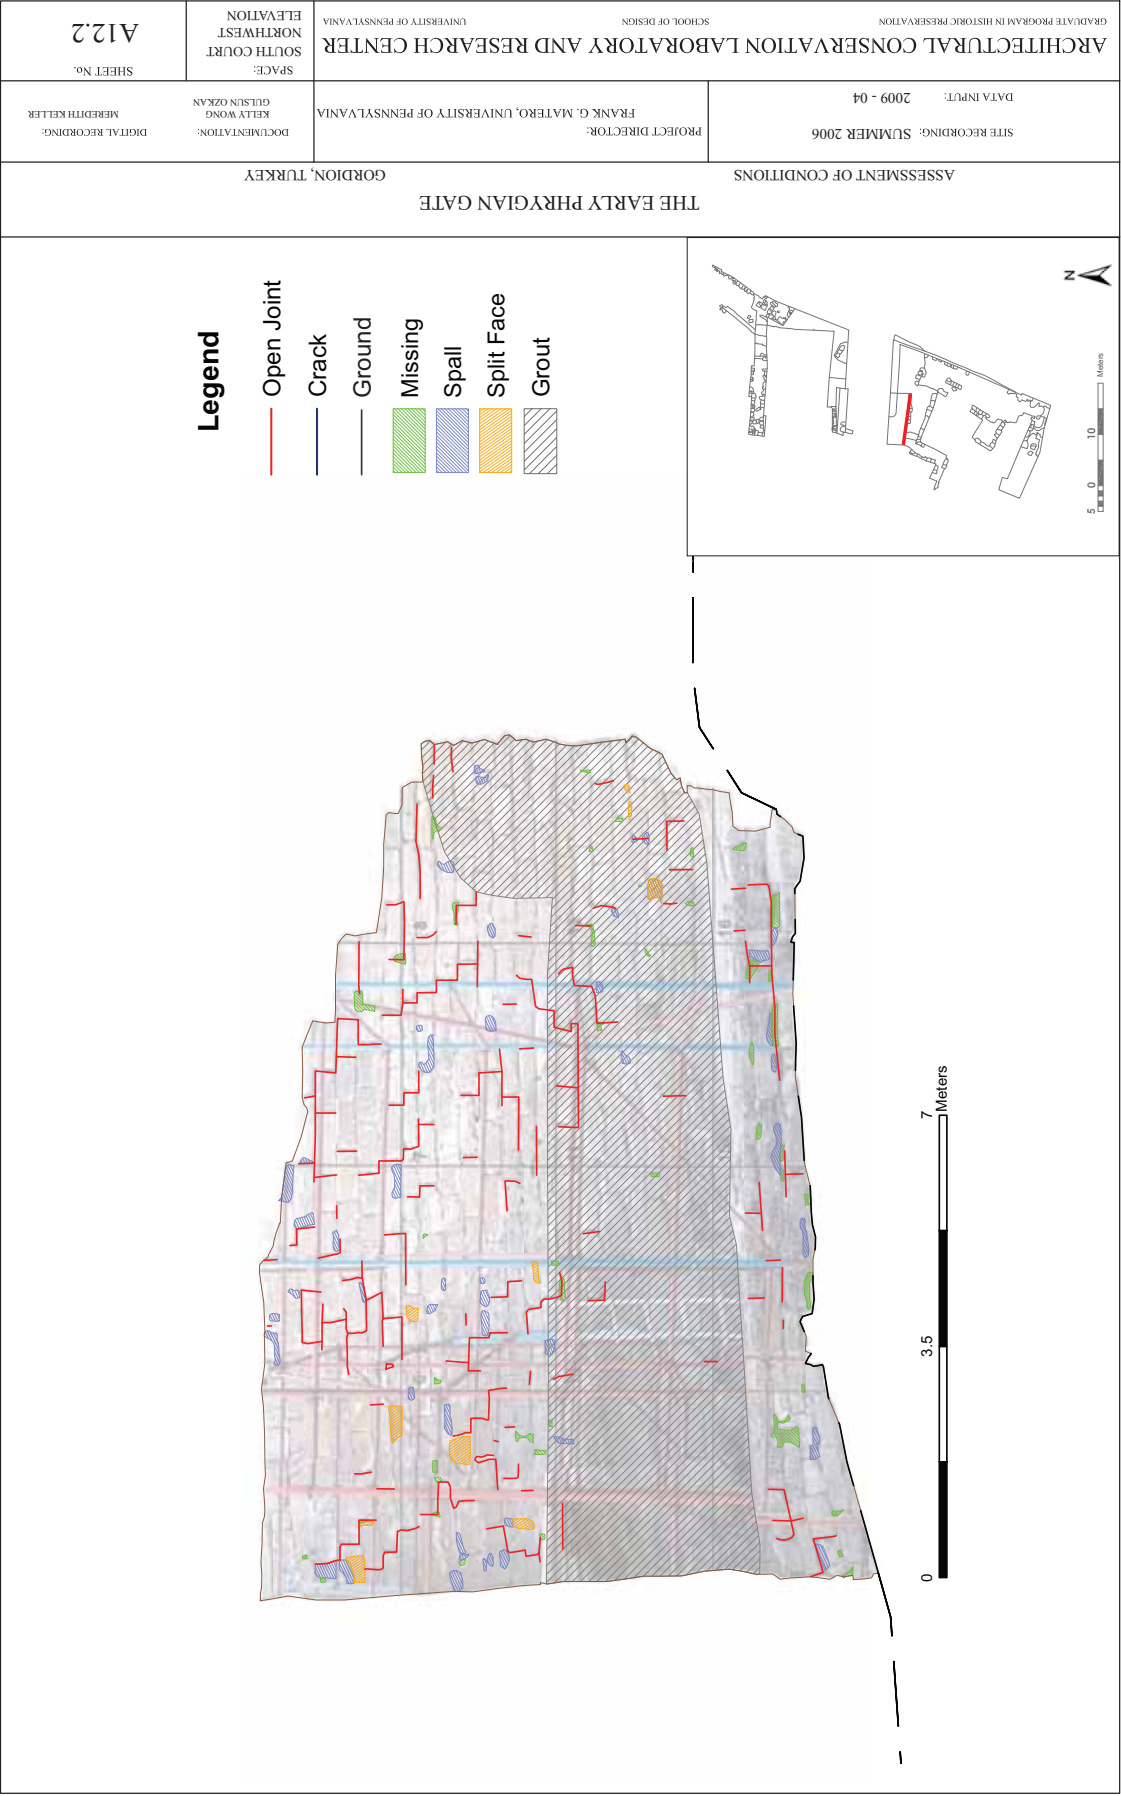 SHEET No.
A12.2
SPACE:
SOUTH COURT
NORTHWEST
ELEVATION
ARCHITECTURAL CONSERVATION LABORATORY AND RESEARCH CENTER
GRADUATE PROGRAM IN HISTORIC PRESERVATION
SCHOOL OF DESIGN
UNIVERSITY OF PENNSYLVANIA
SITE RECORDING: SUMMER 2006
DATA INPUT: 2009 - 04
PROJECT DIRECTOR:
FRANK G. MATERO, UNIVERSITY OF PENNSYLVANIA
DOCUMENTATION:
KELLY WONG
GULSUN OZKAN
DIGITAL RECORDING:
MEREDITH KELLER
THE EARLY PHRYGIAN GATE
ASSESSMENT OF CONDITIONS
GORDION, TURKEY
Legend
Open Joint
Crack
Ground
Missing
Spall
Split Face
Grout
N
5 0 10 Meters
0 3.5 7 Meters